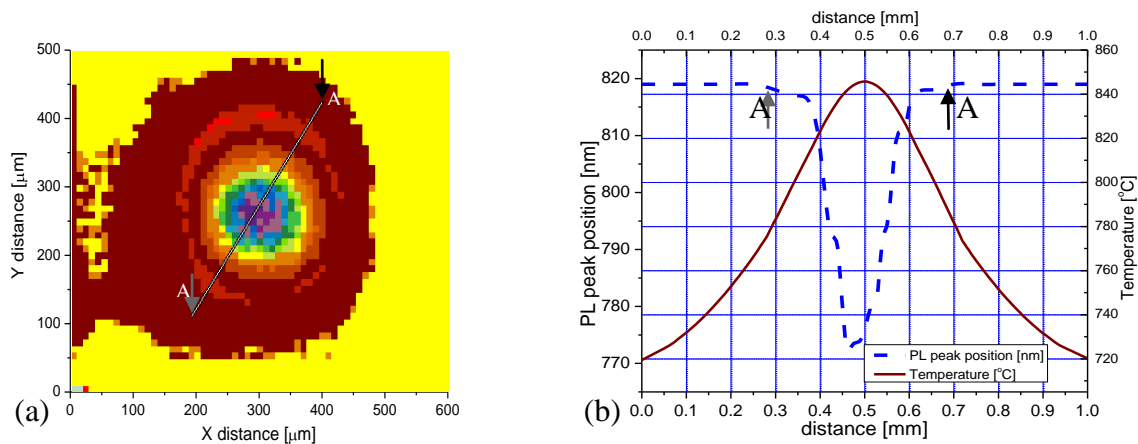 500
400
300
200
100
0
0 100 200 300 400 500 600
Y distance [μm]
X distance [μm]
A
A
(a)
distance [mm]
0.0 0.1 0.2 0.3 0.4 0.5 0.6 0.7 0.8 0.9 1.0
820
810
800
790
780
770
PL peak position [nm]
A
A
860
840
820
800
780
760
740
720
Temperature [°C]
PL peak position [nm]
Temperature [°C]
0.0 0.1 0.2 0.3 0.4 0.5 0.6 0.7 0.8 0.9 1.0
distance [mm]
(b)